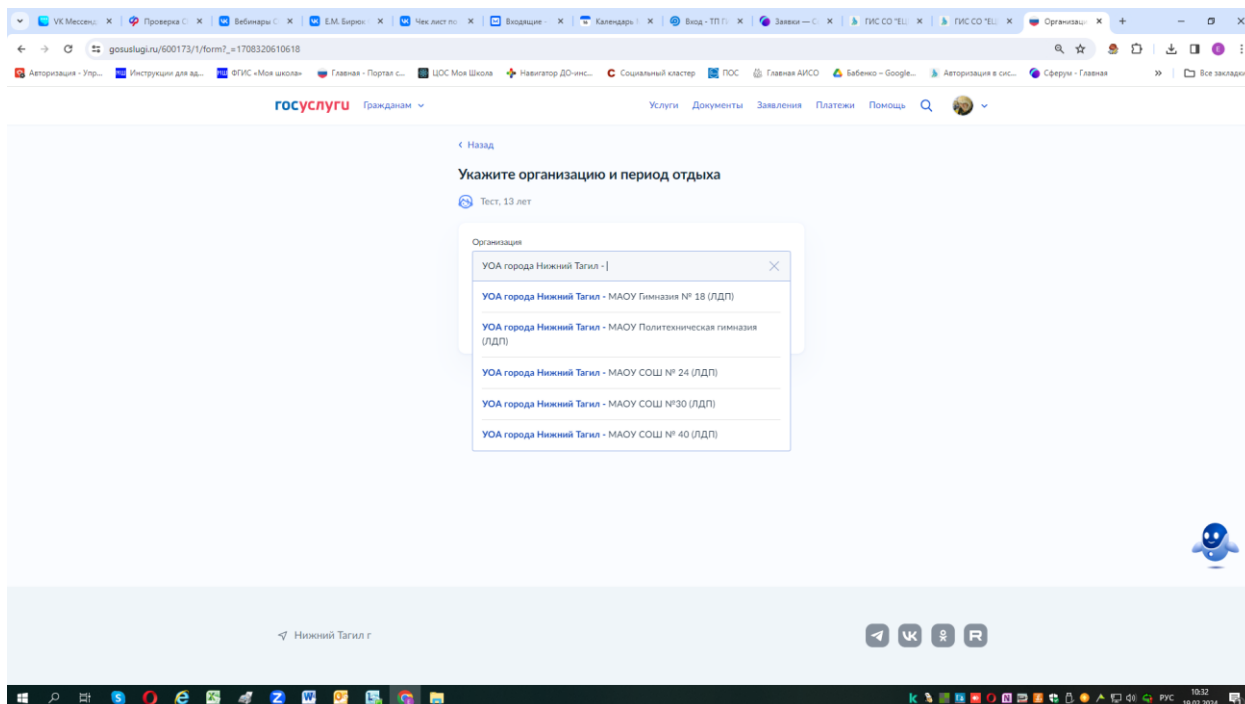 VK Мессенд
Проверка С
Вебинары С
Е.М. Бирюк
Чек лист по
Входящие -
Календарь
Вход - ТП Г
Заявки — С
ГИС СО "ЕЦ
ГИС СО "ЕЦ
Организаци
gosuslugi.ru/600173/1/form?_=1708320610618
Авторизация - Упр...
Инструкции для ад...
ФГИС «Моя школа»
Главная - Портал с...
ЦОС Моя Школа
Навигатор ДО-инс...
Социальный кластер
ПОС
Главная АИСО
Бабенко – Google...
Авторизация в сис...
Сферум - Главная
»
Все закладки
госуслуги Гражданам
Услуги Документы Заявления Платежи Помощь
Назад
Укажите организацию и период отдыха
Тест, 13 лет
Организация
УОА города Нижний Тагил -
УОА города Нижний Тагил - МАОУ Гимназия № 18 (ЛДП)
УОА города Нижний Тагил - МАОУ Политехническая гимназия
(ЛДП)
УОА города Нижний Тагил - МАОУ СОШ № 24 (ЛДП)
УОА города Нижний Тагил - МАОУ СОШ №30 (ЛДП)
УОА города Нижний Тагил - МАОУ СОШ № 40 (ЛДП)
Нижний Тагил г
РУС
10:32
19.02.2024